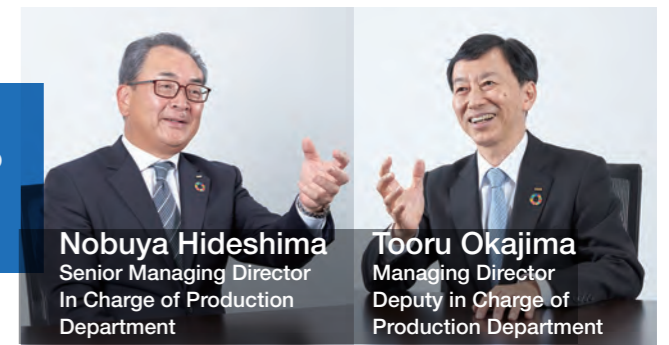 Nobuya Hideshima
Senior Managing Director
In Charge of Production
Department
Tooru Okajima
Managing Director
Deputy in Charge of
Production Department